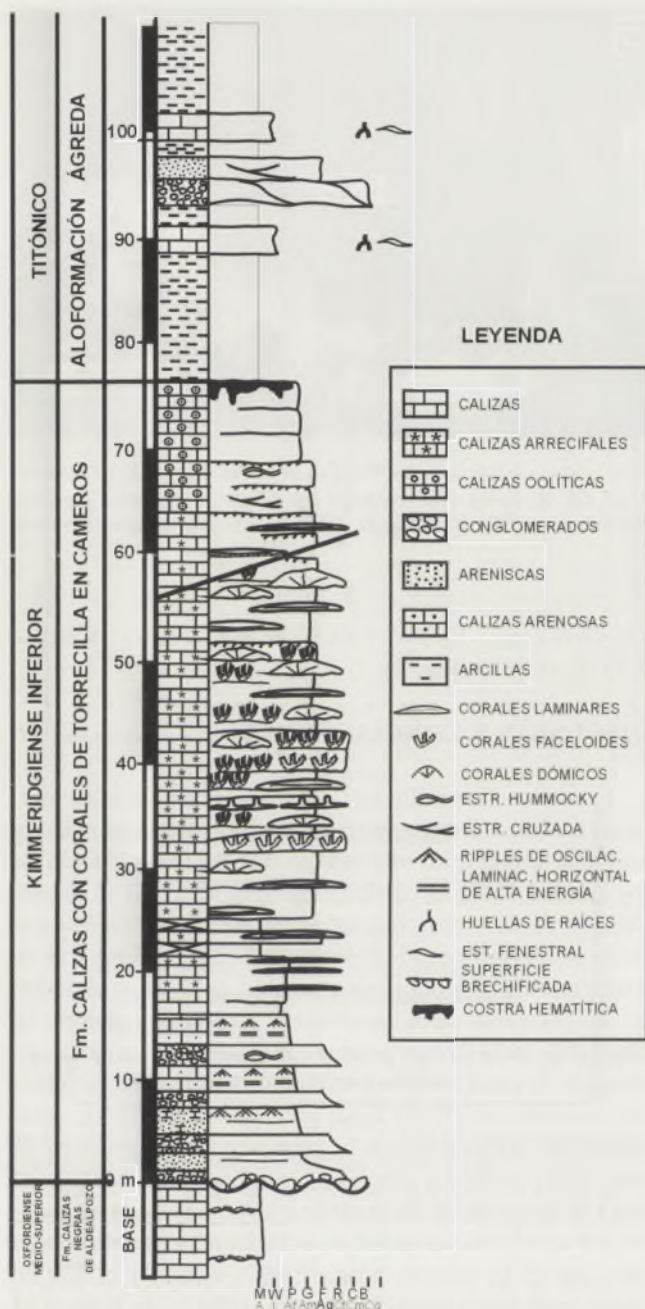 TITÓNICO
ALOFORMACIÓN ÁGREDA
KIMMERIDGIENSE INFERIOR
Fm. CALIZAS CON CORALES DE TORRECILLA EN CAMEROS
OXFORDIENSE
MEDIO-SUPERIOR
Fm. CALIZAS
NEGRAS
DE ALDEALPOZO
BASE
100
90
80
70
60
50
40
30
20
10
0 m
M W P G F R C B
LEYENDA
CALIZAS
CALIZAS ARRECIFALES
CALIZAS OOLÍTICAS
CONGLOMERADOS
ARENISCAS
CALIZAS ARENOSAS
ARCILLAS
CORALES LAMINARES
CORALES FACELOIDES
CORALES DÓMICOS
ESTR. HUMMOCKY
ESTR. CRUZADA
RIPPLES DE OSCILAC.
LAMINAC. HORIZONTAL
DE ALTA ENERGÍA
HUELLAS DE RAÍCES
EST. FENESTRAL
SUPERFICIE
BRECHIFICADA
COSTRA HEMATÍTICA